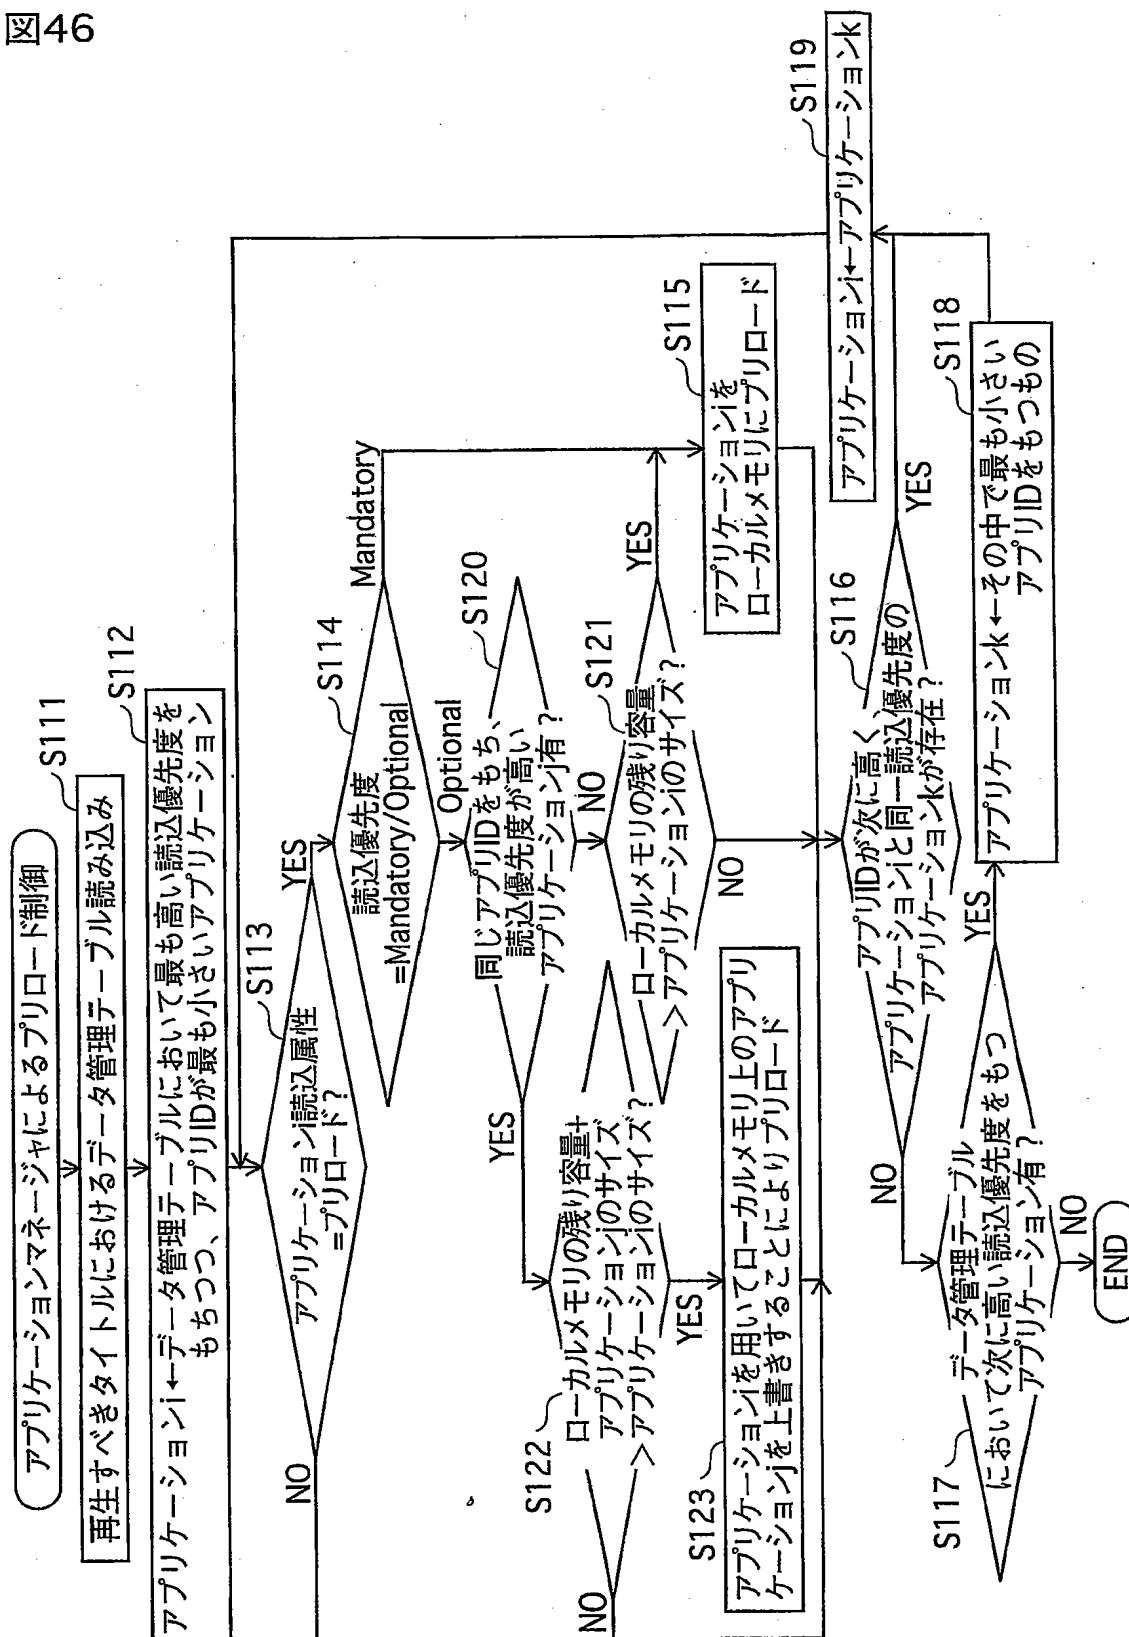 図46
アプリケーションマネージャによるプリロード制御
S111
再生すべきタイトルにおけるデータ管理テーブル読み込み
S112
アプリケーションi←データ管理テーブルにおいて最も高い読込優先度を
もちつつ、アプリIDが最も小さいアプリケーション
S113
アプリケーションi読込属性
=プリロード?
YES
NO
S114
読込優先度
=Mandatory/Optional
Mandatory
Optional
S120
同じアプリIDをもち、
読込優先度が高い
アプリケーションj有?
YES
NO
S121
ローカルメモリの残り容量
>アプリケーションiのサイズ?
YES
NO
S115
アプリケーションiを
ローカルメモリにプリロード
S122
ローカルメモリの残り容量+
アプリケーションjのサイズ
>アプリケーションiのサイズ?
YES
NO
S123
アプリケーションiを用いてローカルメモリ上のアプリ
ケーションjを上書きすることによりプリロード
S116
アプリIDが次に高く、
アプリケーションiと同一読込優先度の
アプリケーションkが存在?
YES
NO
S117
データ管理テーブル
において次に高い読込優先度をもつ
アプリケーション有?
YES
NO
S118
アプリケーションk←その中で最も小さい
アプリIDをもつもの
S119
アプリケーションi←アプリケーションk
END